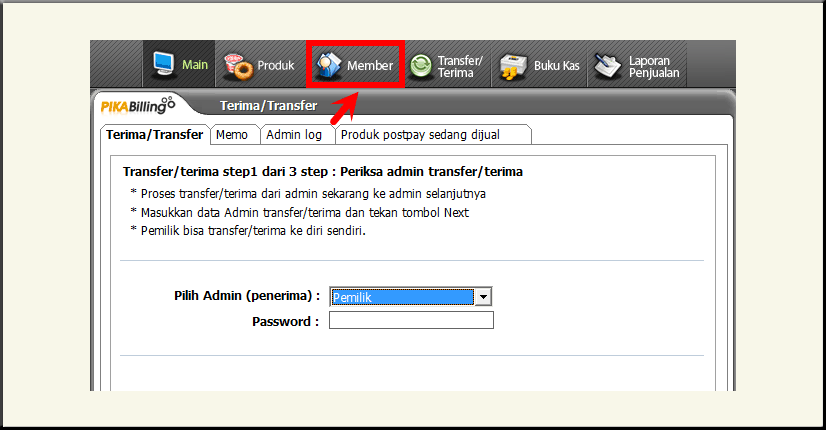 Main
Produk
Member
Transfer/
Terima
Buku Kas
Laporan
Penjualan
PIKABilling
Terima/Transfer
Terima/Transfer
Memo
Admin log
Produk postpay sedang dijual
Transfer/terima step1 dari 3 step : Periksa admin transfer/terima
* Proses transfer/terima dari admin sekarang ke admin selanjutnya
* Masukkan data Admin transfer/terima dan tekan tombol Next
* Pemilik bisa transfer/terima ke diri sendiri.
Pilih Admin (penerima) : Pemilik
Password :